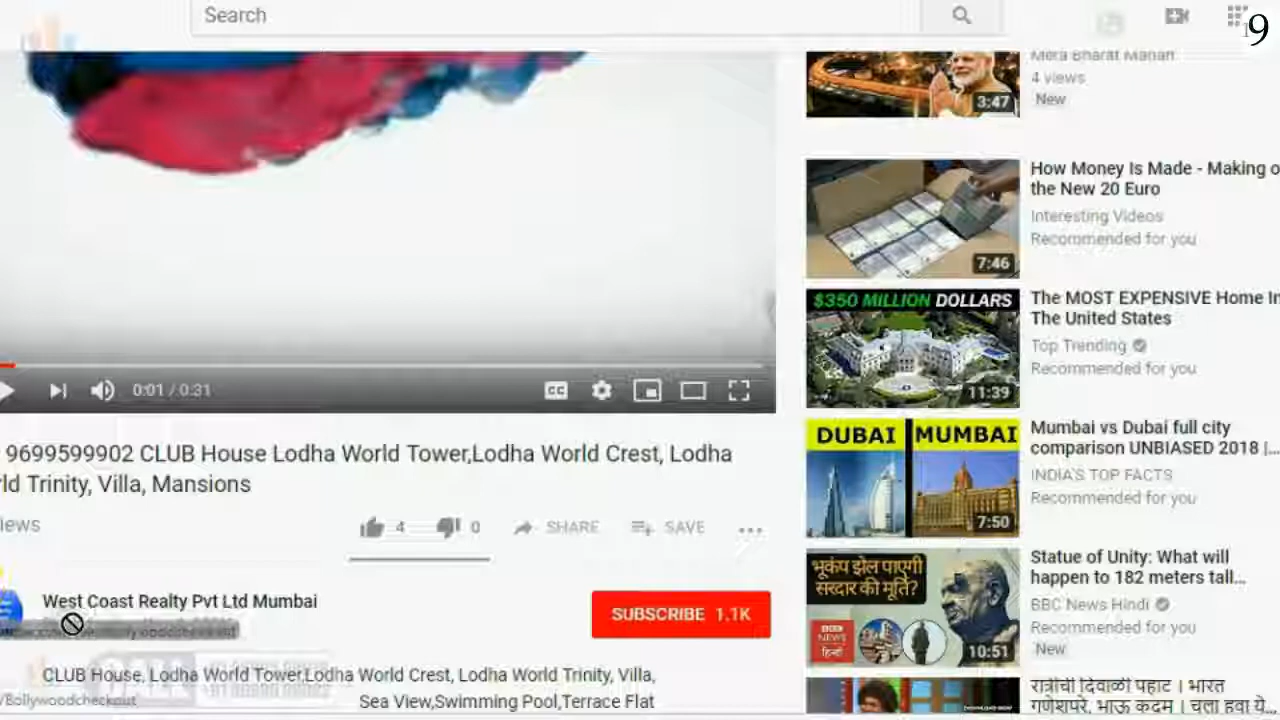 Search
9
Mera Bharat Mahan
4 views
3:47
New
How Money Is Made - Making o
the New 20 Euro
Interesting Videos
Recommended for you
7:46
$350 MILLION DOLLARS
The MOST EXPENSIVE Home In
The United States
Top Trending
Recommended for you
11:39
0:01 / 0:31
CC
DUBAI MUMBAI
Mumbai vs Dubai full city
comparison UNBIASED 2018 |...
INDIA'S TOP FACTS
Recommended for you
7:50
9699599902 CLUB House Lodha World Tower,Lodha World Crest, Lodha
ld Trinity, Villa, Mansions
iews
4 0 SHARE SAVE
भूकंप झेल पाएगी
सरदार की मूर्ति?
BBC
NEWS
हिन्दी
10:51
Statue of Unity: What will
happen to 182 meters tall...
BBC News Hindi
Recommended for you
New
West Coast Realty Pvt Ltd Mumbai
SUBSCRIBE 1.1K
CLUB House, Lodha World Tower,Lodha World Crest, Lodha World Trinity, Villa,
Sea View,Swimming Pool,Terrace Flat
/Bollywoodcheckout
रात्रीची दिवाळी पहाट । भारत
गणेशपुरे, भाऊ कदम । चला हवा ये...